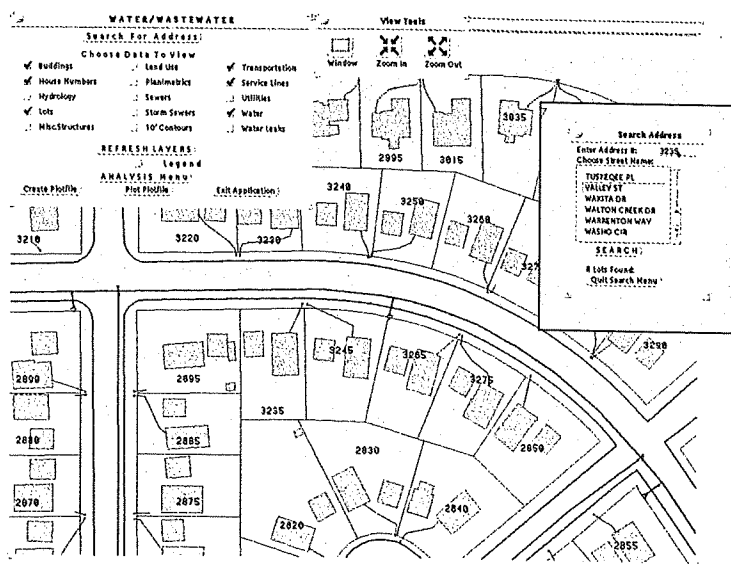 WATER/WASTEWATER
Search For Address
Choose Data To View
Buildings
Land Use
Transportation
House Numbers
Planimetrics
Service Lines
Hydrology
Sewers
Utilities
Lots
Storm Sewers
Water
Misc.Structures
10' Contours
Water Leaks
REFRESH LAYERS
Legend
ANALYSIS Menu
Create Plotfile
Plot Plotfile
Exit Application
View Tools
Window
Zoom In
Zoom Out
Search Address
Enter Address #: 3235
Choose Street Name:
TUSKEGEE PL
VALLEY ST
WAKITA DR
WALTON CREEK DR
WARRENTON WAY
WASHO CIR
SEARCH
# Lots Found:
Quit Search Menu
2995
3015
3035
3240
3250
3260
3210
3220
3230
3290
2890
2895
3235
3245
3265
3275
2850
2880
2885
2830
2870
2875
2820
2840
2855